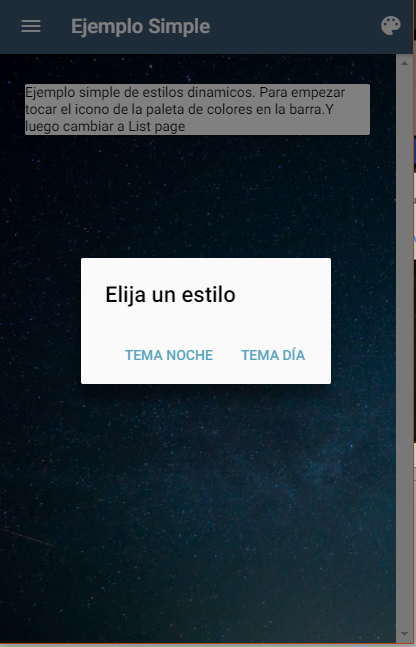 Ejemplo Simple
Ejemplo simple de estilos dinamicos. Para empezar
tocar el icono de la paleta de colores en la barra.Y
luego cambiar a List page
Elija un estilo
TEMA NOCHE TEMA DÍA